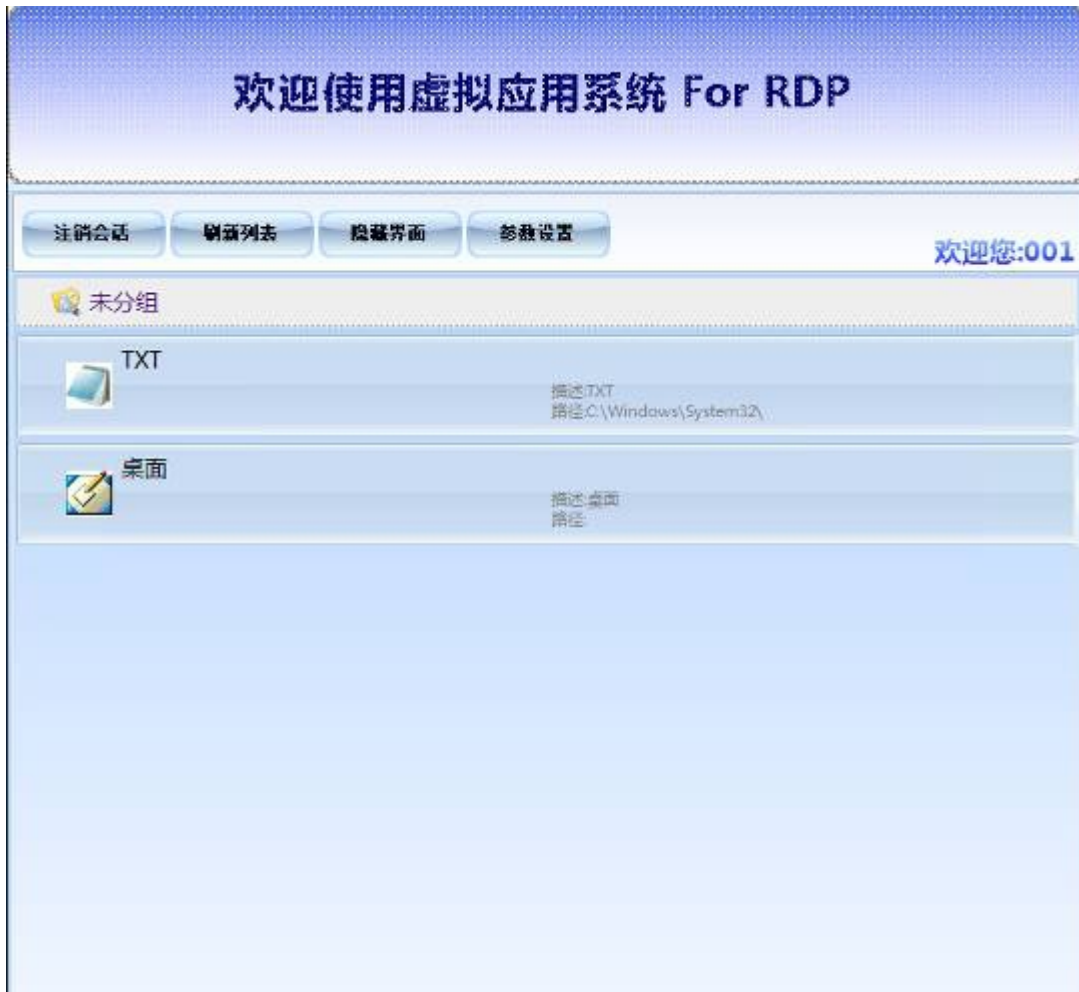 欢迎使用虚拟应用系统 For RDP
注销会话 刷新列表 隐藏界面 参数设置
欢迎您:001
未分组
TXT
描述:TXT
路径:C:\Windows\System32\
桌面
描述:桌面
路径: